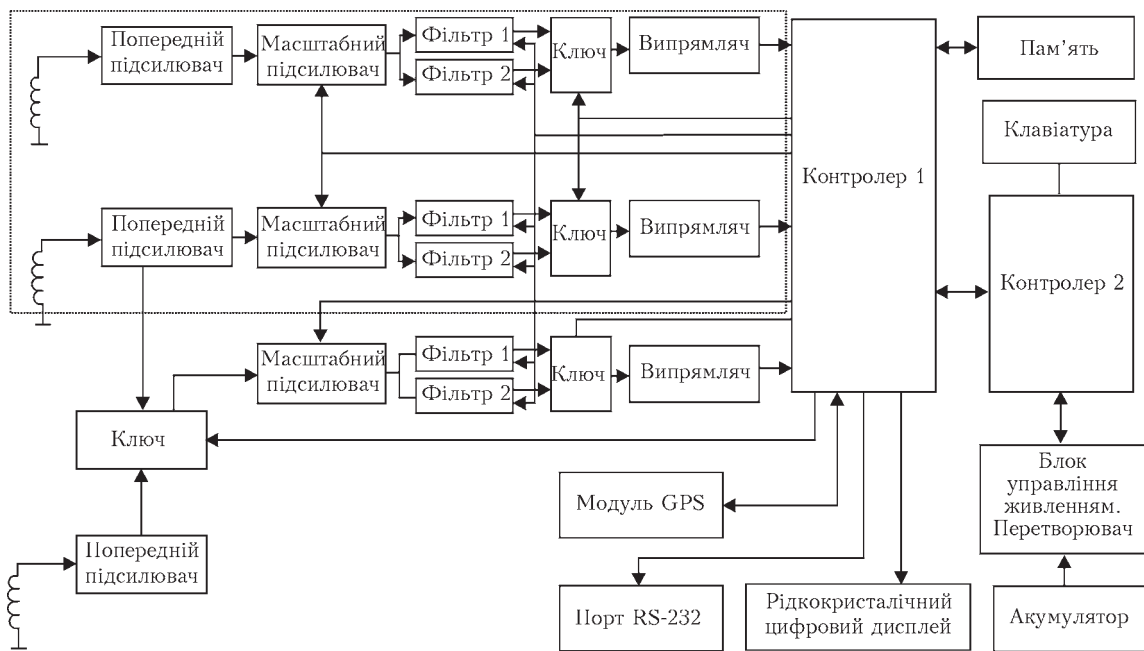 Попередній
підсилювач
Масштабний
підсилювач
Фільтр 1
Фільтр 2
Ключ
Випрямляч
Контролер 1
Пам’ять
Клавіатура
Попередній
підсилювач
Масштабний
підсилювач
Фільтр 1
Фільтр 2
Ключ
Випрямляч
Контролер 2
Масштабний
підсилювач
Фільтр 1
Фільтр 2
Ключ
Випрямляч
Ключ
Модуль GPS
Блок
управління
живленням.
Перетворювач
Попередній
підсилювач
Порт RS-232
Рідкокристалічний
цифровий дисплей
Акумулятор